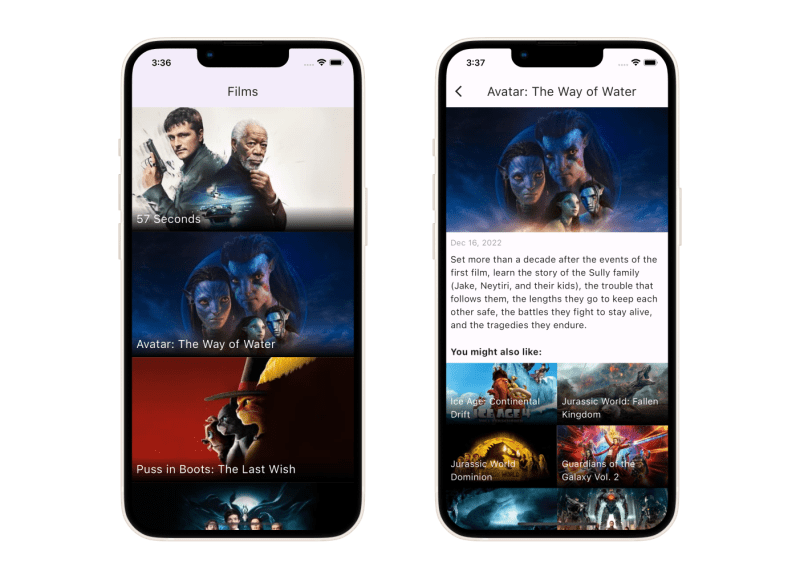 3:36
Films
57 Seconds
Avatar: The Way of Water
Puss in Boots: The Last Wish
3:37
Avatar: The Way of Water
Dec 16, 2022
Set more than a decade after the events of the
first film, learn the story of the Sully family
(Jake, Neytiri, and their kids), the trouble that
follows them, the lengths they go to keep each
other safe, the battles they fight to stay alive,
and the tragedies they endure.
You might also like:
Ice Age: Continental
Drift
ICE AGE 4
Jurassic World: Fallen
Kingdom
Jurassic World
Dominion
Guardians of the
Galaxy Vol. 2